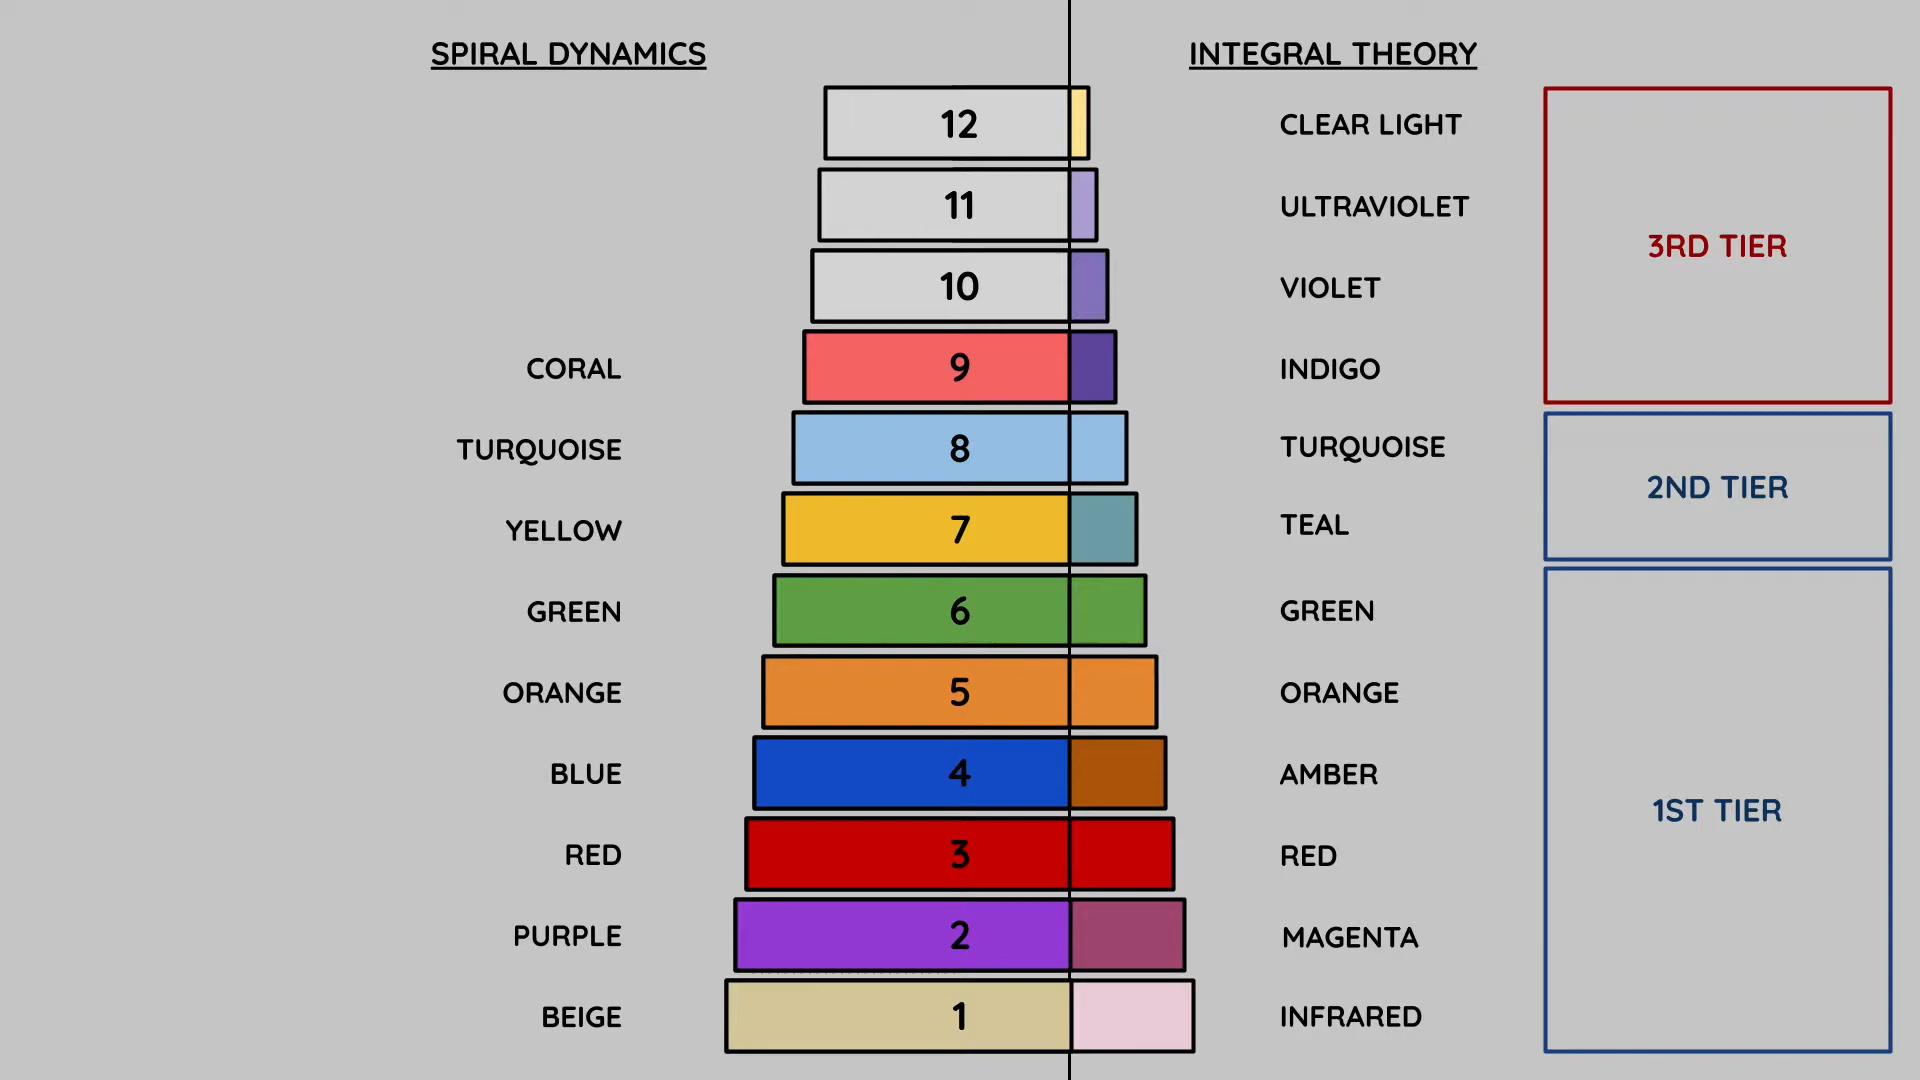 SPIRAL DYNAMICS INTEGRAL THEORY
12 CLEAR LIGHT
11 ULTRAVIOLET
3RD TIER
10 VIOLET
CORAL 9 INDIGO
TURQUOISE 8 TURQUOISE
2ND TIER
YELLOW 7 TEAL
GREEN 6 GREEN
ORANGE 5 ORANGE
BLUE 4 AMBER
1ST TIER
RED 3 RED
PURPLE 2 MAGENTA
BEIGE 1 INFRARED